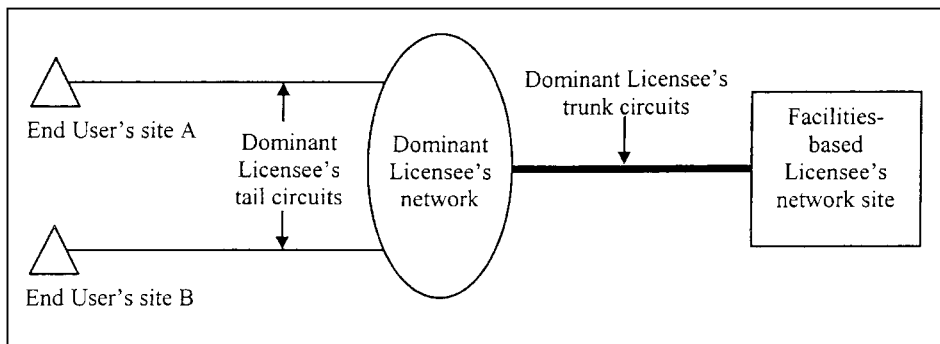 End User's site A
Dominant
Licensee's
tail circuits
End User's site B
Dominant
Licensee's
network
Dominant Licensee's
trunk circuits
Facilities-
based
Licensee's
network site